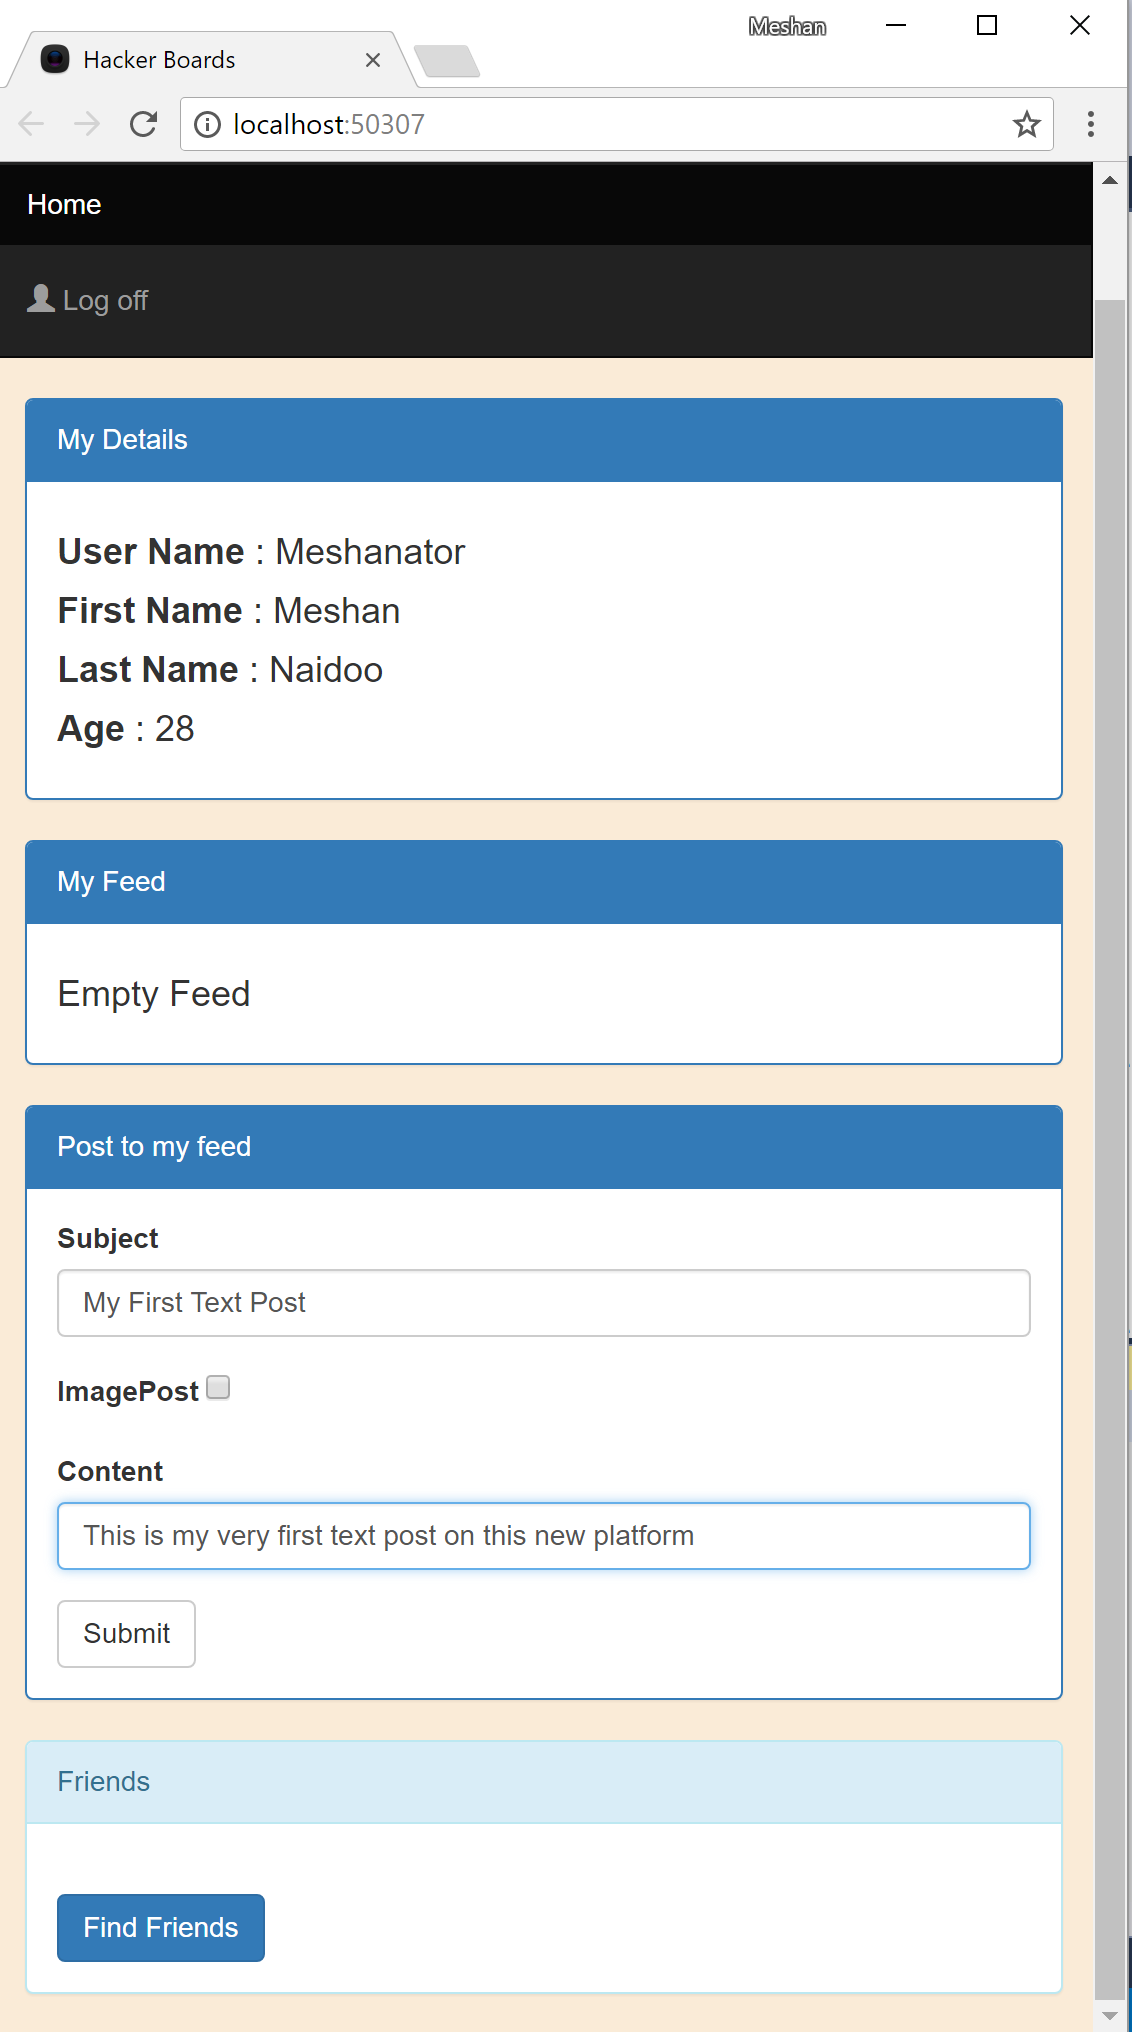 Meshan
Hacker Boards
localhost:50307
Home
Log off
My Details
User Name : Meshanator
First Name : Meshan
Last Name : Naidoo
Age : 28
My Feed
Empty Feed
Post to my feed
Subject
My First Text Post
ImagePost
Content
This is my very first text post on this new platform
Submit
Friends
Find Friends